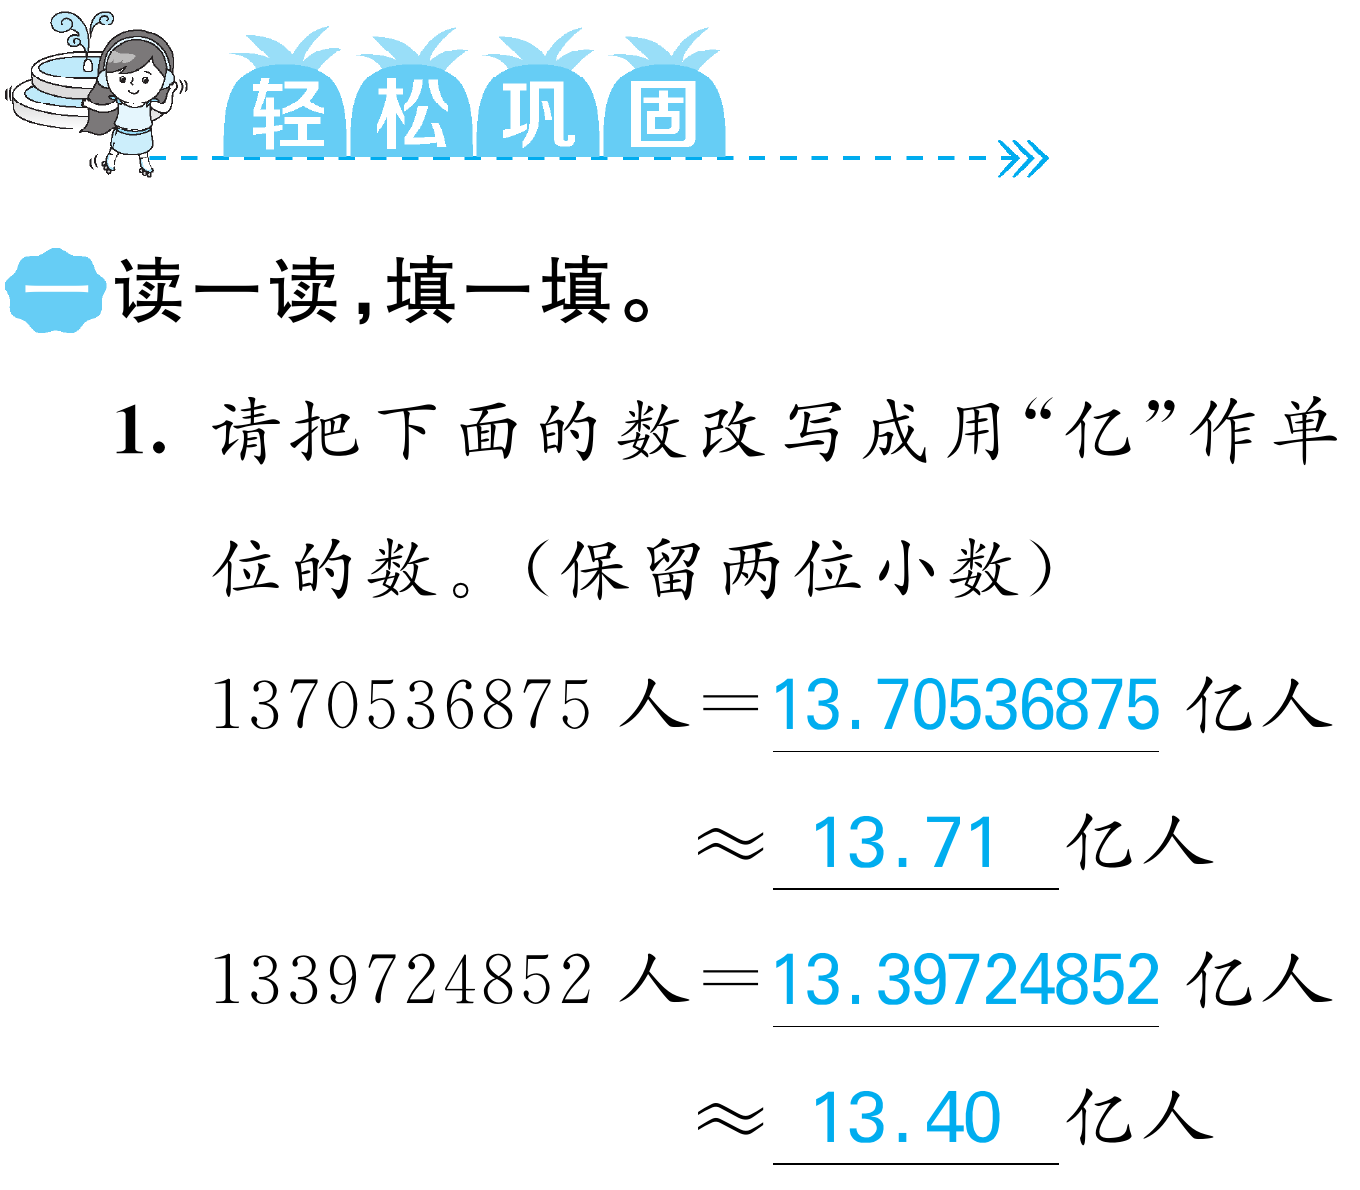 轻松巩固
一 读一读,填一填。
1. 请把下面的数改写成用“亿”作单
位的数。(保留两位小数)
1370536875 人=13.70536875 亿人
≈ 13.71 亿人
1339724852 人=13.39724852 亿人
≈ 13.40 亿人